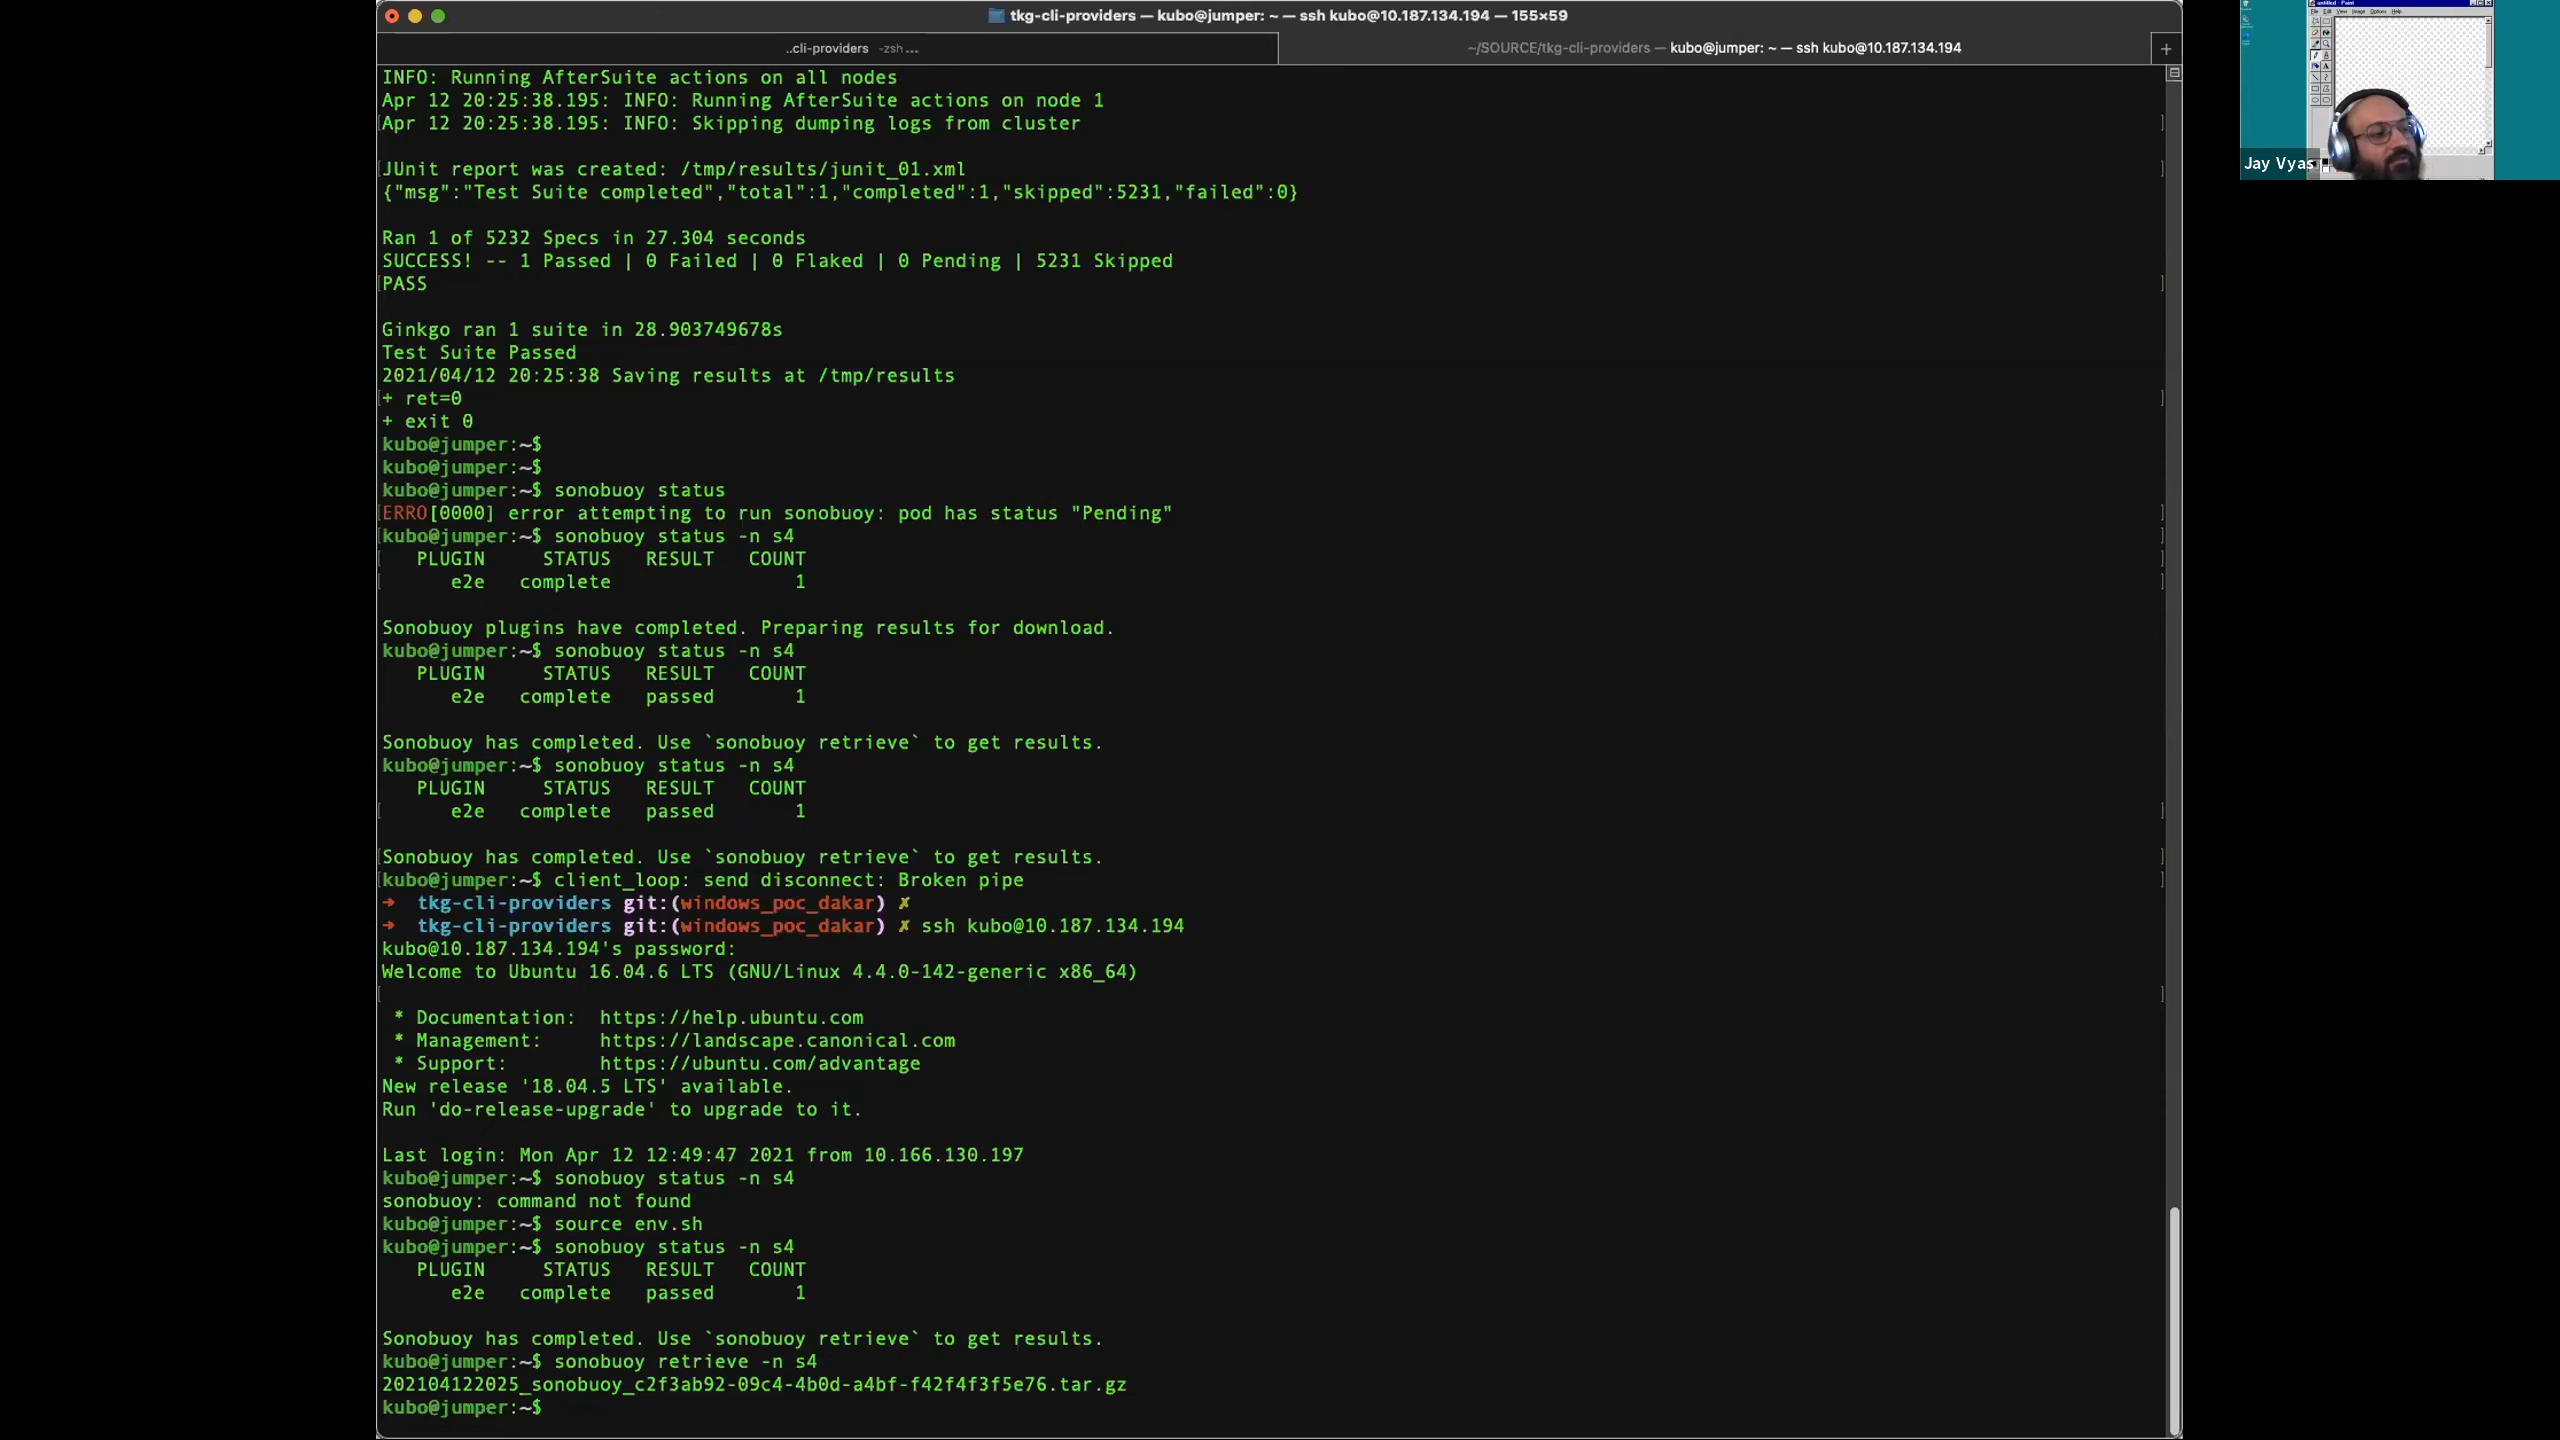 tkg-cli-providers — kubo@jumper: ~ — ssh kubo@10.187.134.194 — 155×59
..cli-providers -zsh ...
~/SOURCE/tkg-cli-providers — kubo@jumper: ~ — ssh kubo@10.187.134.194
INFO: Running AfterSuite actions on all nodes
Apr 12 20:25:38.195: INFO: Running AfterSuite actions on node 1
Apr 12 20:25:38.195: INFO: Skipping dumping logs from cluster
JUnit report was created: /tmp/results/junit_01.xml
{"msg":"Test Suite completed","total":1,"completed":1,"skipped":5231,"failed":0}
Ran 1 of 5232 Specs in 27.304 seconds
SUCCESS! -- 1 Passed | 0 Failed | 0 Flaked | 0 Pending | 5231 Skipped
PASS
Ginkgo ran 1 suite in 28.903749678s
Test Suite Passed
2021/04/12 20:25:38 Saving results at /tmp/results
+ ret=0
+ exit 0
kubo@jumper:~$
kubo@jumper:~$
kubo@jumper:~$ sonobuoy status
ERRO[0000] error attempting to run sonobuoy: pod has status "Pending"
kubo@jumper:~$ sonobuoy status -n s4
PLUGIN STATUS RESULT COUNT
e2e complete 1
Sonobuoy plugins have completed. Preparing results for download.
kubo@jumper:~$ sonobuoy status -n s4
PLUGIN STATUS RESULT COUNT
e2e complete passed 1
Sonobuoy has completed. Use `sonobuoy retrieve` to get results.
kubo@jumper:~$ sonobuoy status -n s4
PLUGIN STATUS RESULT COUNT
e2e complete passed 1
Sonobuoy has completed. Use `sonobuoy retrieve` to get results.
kubo@jumper:~$ client_loop: send disconnect: Broken pipe
➜ tkg-cli-providers git:(windows_poc_dakar) ✗
➜ tkg-cli-providers git:(windows_poc_dakar) ✗ ssh kubo@10.187.134.194
kubo@10.187.134.194's password:
Welcome to Ubuntu 16.04.6 LTS (GNU/Linux 4.4.0-142-generic x86_64)
* Documentation: https://help.ubuntu.com
* Management: https://landscape.canonical.com
* Support: https://ubuntu.com/advantage
New release '18.04.5 LTS' available.
Run 'do-release-upgrade' to upgrade to it.
Last login: Mon Apr 12 12:49:47 2021 from 10.166.130.197
kubo@jumper:~$ sonobuoy status -n s4
sonobuoy: command not found
kubo@jumper:~$ source env.sh
kubo@jumper:~$ sonobuoy status -n s4
PLUGIN STATUS RESULT COUNT
e2e complete passed 1
Sonobuoy has completed. Use `sonobuoy retrieve` to get results.
kubo@jumper:~$ sonobuoy retrieve -n s4
202104122025_sonobuoy_c2f3ab92-09c4-4b0d-a4bf-f42f4f3f5e76.tar.gz
kubo@jumper:~$
Jay Vyas